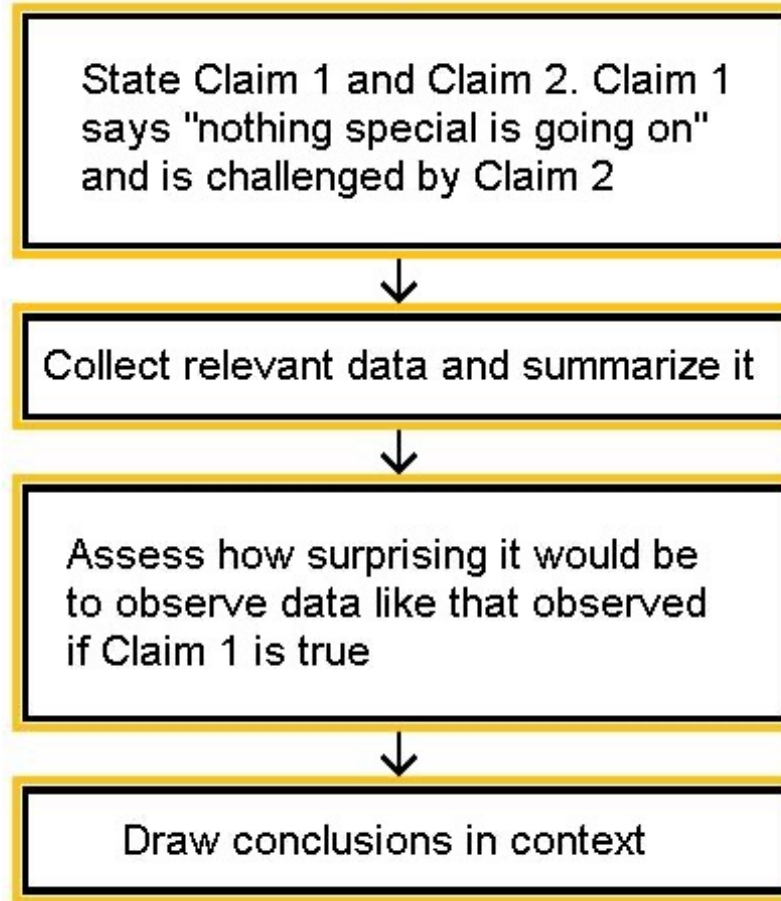 State Claim 1 and Claim 2. Claim 1
says "nothing special is going on"
and is challenged by Claim 2
Collect relevant data and summarize it
Assess how surprising it would be
to observe data like that observed
if Claim 1 is true
Draw conclusions in context